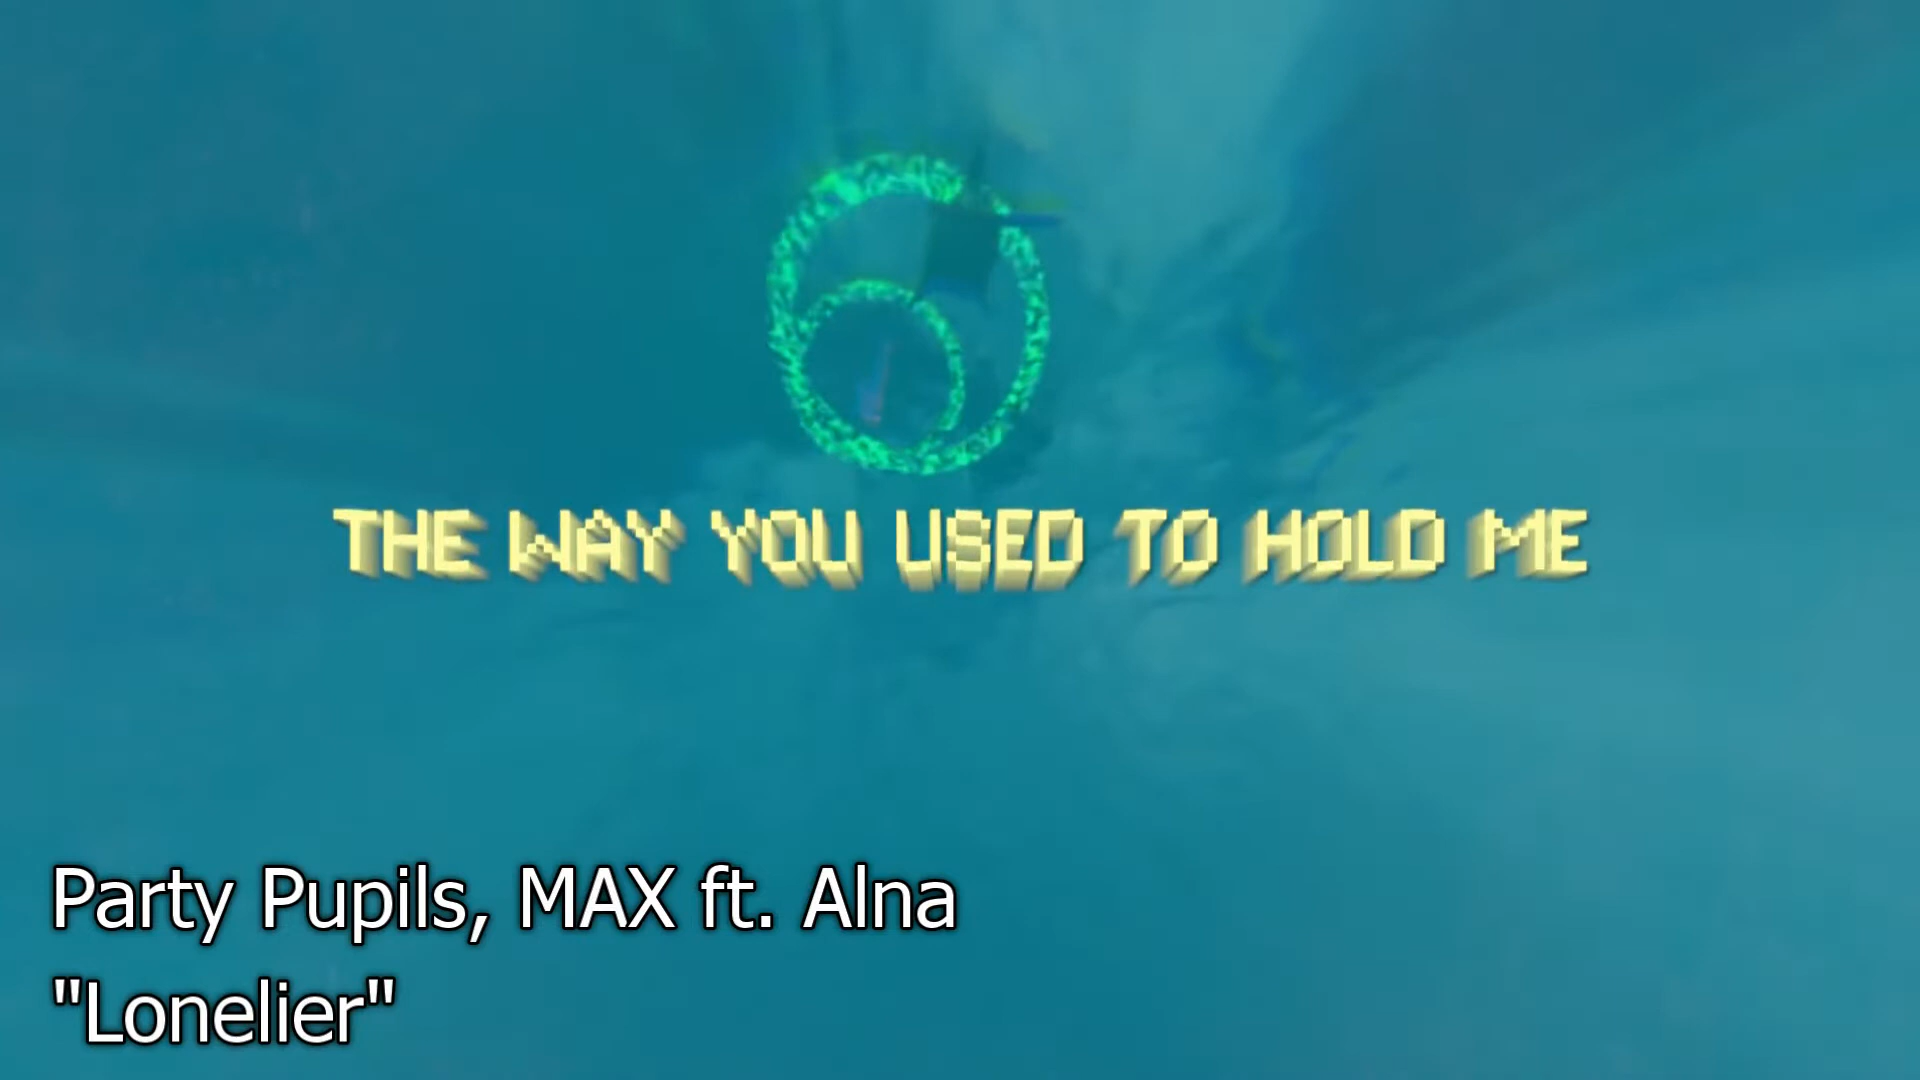 THE WAY YOU USED TO HOLD ME
Party Pupils, MAX ft. Alna
"Lonelier"